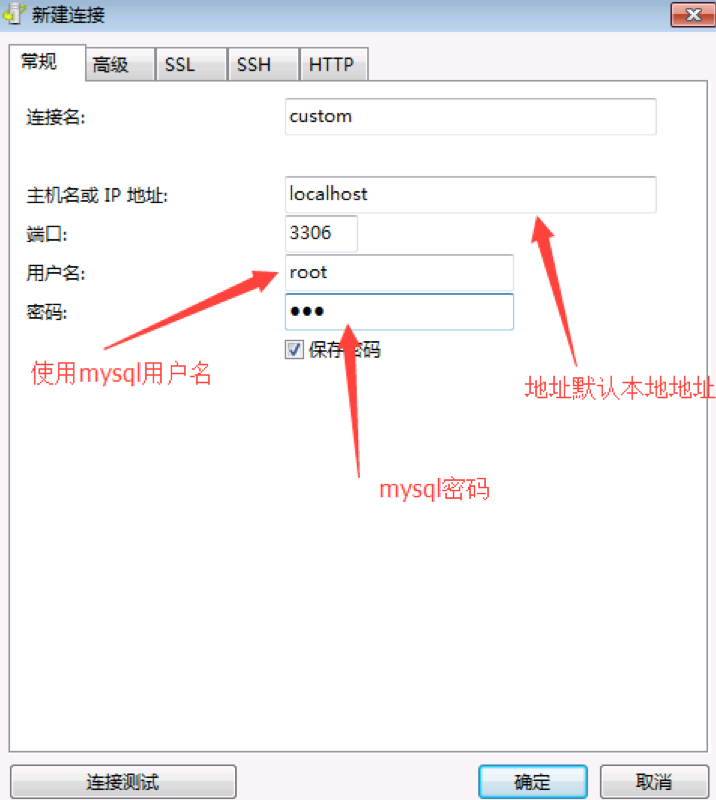 新建连接
常规 高级 SSL SSH HTTP
连接名: custom
主机名或 IP 地址: localhost
端口: 3306
用户名: root
密码: ●●●
保存密码
使用mysql用户名
地址默认本地地址
mysql密码
连接测试 确定 取消